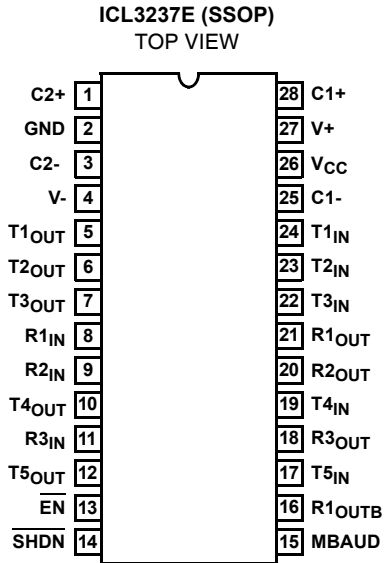 ICL3237E (SSOP)
TOP VIEW
C2+ 1 28 C1+
GND 2 27 V+
C2- 3 26 VCC
V- 4 25 C1-
T1OUT 5 24 T1IN
T2OUT 6 23 T2IN
T3OUT 7 22 T3IN
R1IN 8 21 R1OUT
R2IN 9 20 R2OUT
T4OUT 10 19 T4IN
R3IN 11 18 R3OUT
T5OUT 12 17 T5IN
E̅N̅ 13 16 R1OUTB
S̅H̅D̅N̅ 14 15 MBAUD